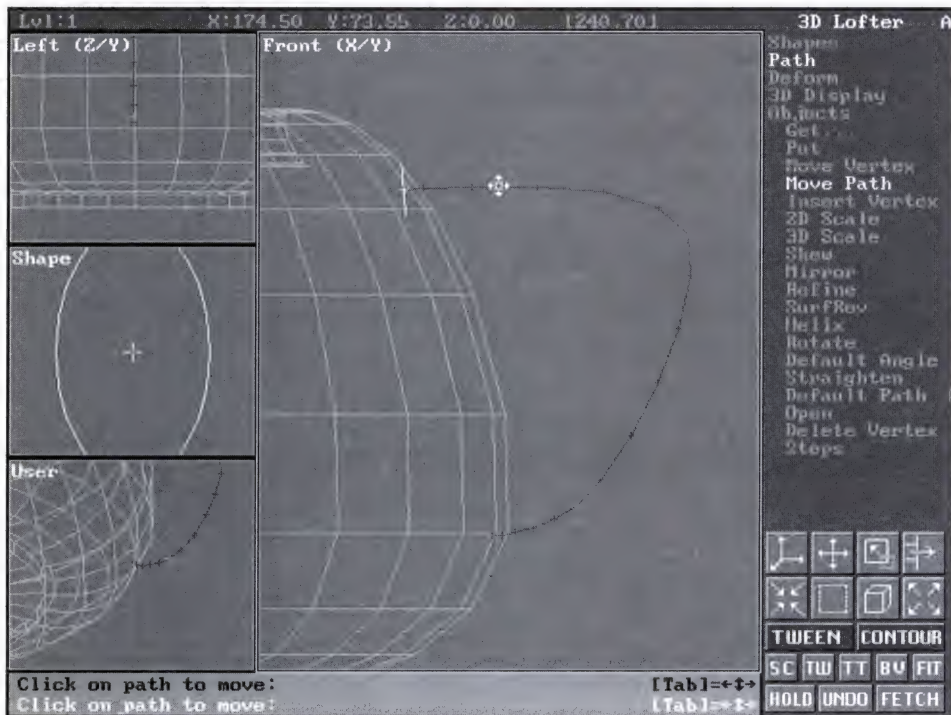 Lvl:1 X:174.50 Y:73.55 Z:0.00 [240.70] 3D Lofter A
Left (Z/Y)
Front (X/Y)
Shape
User
Shapes
Path
Deform
3D Display
Objects
Get...
Put
Move Vertex
Move Path
Insert Vertex
2D Scale
3D Scale
Skew
Mirror
Refine
SurfRev
Helix
Rotate
Default Angle
Straighten
Default Path
Open
Delete Vertex
Steps
TWEEN CONTOUR
SC TW TT BV FIT
HOLD UNDO FETCH
Click on path to move: [Tab]=
Click on path to move: [Tab]=